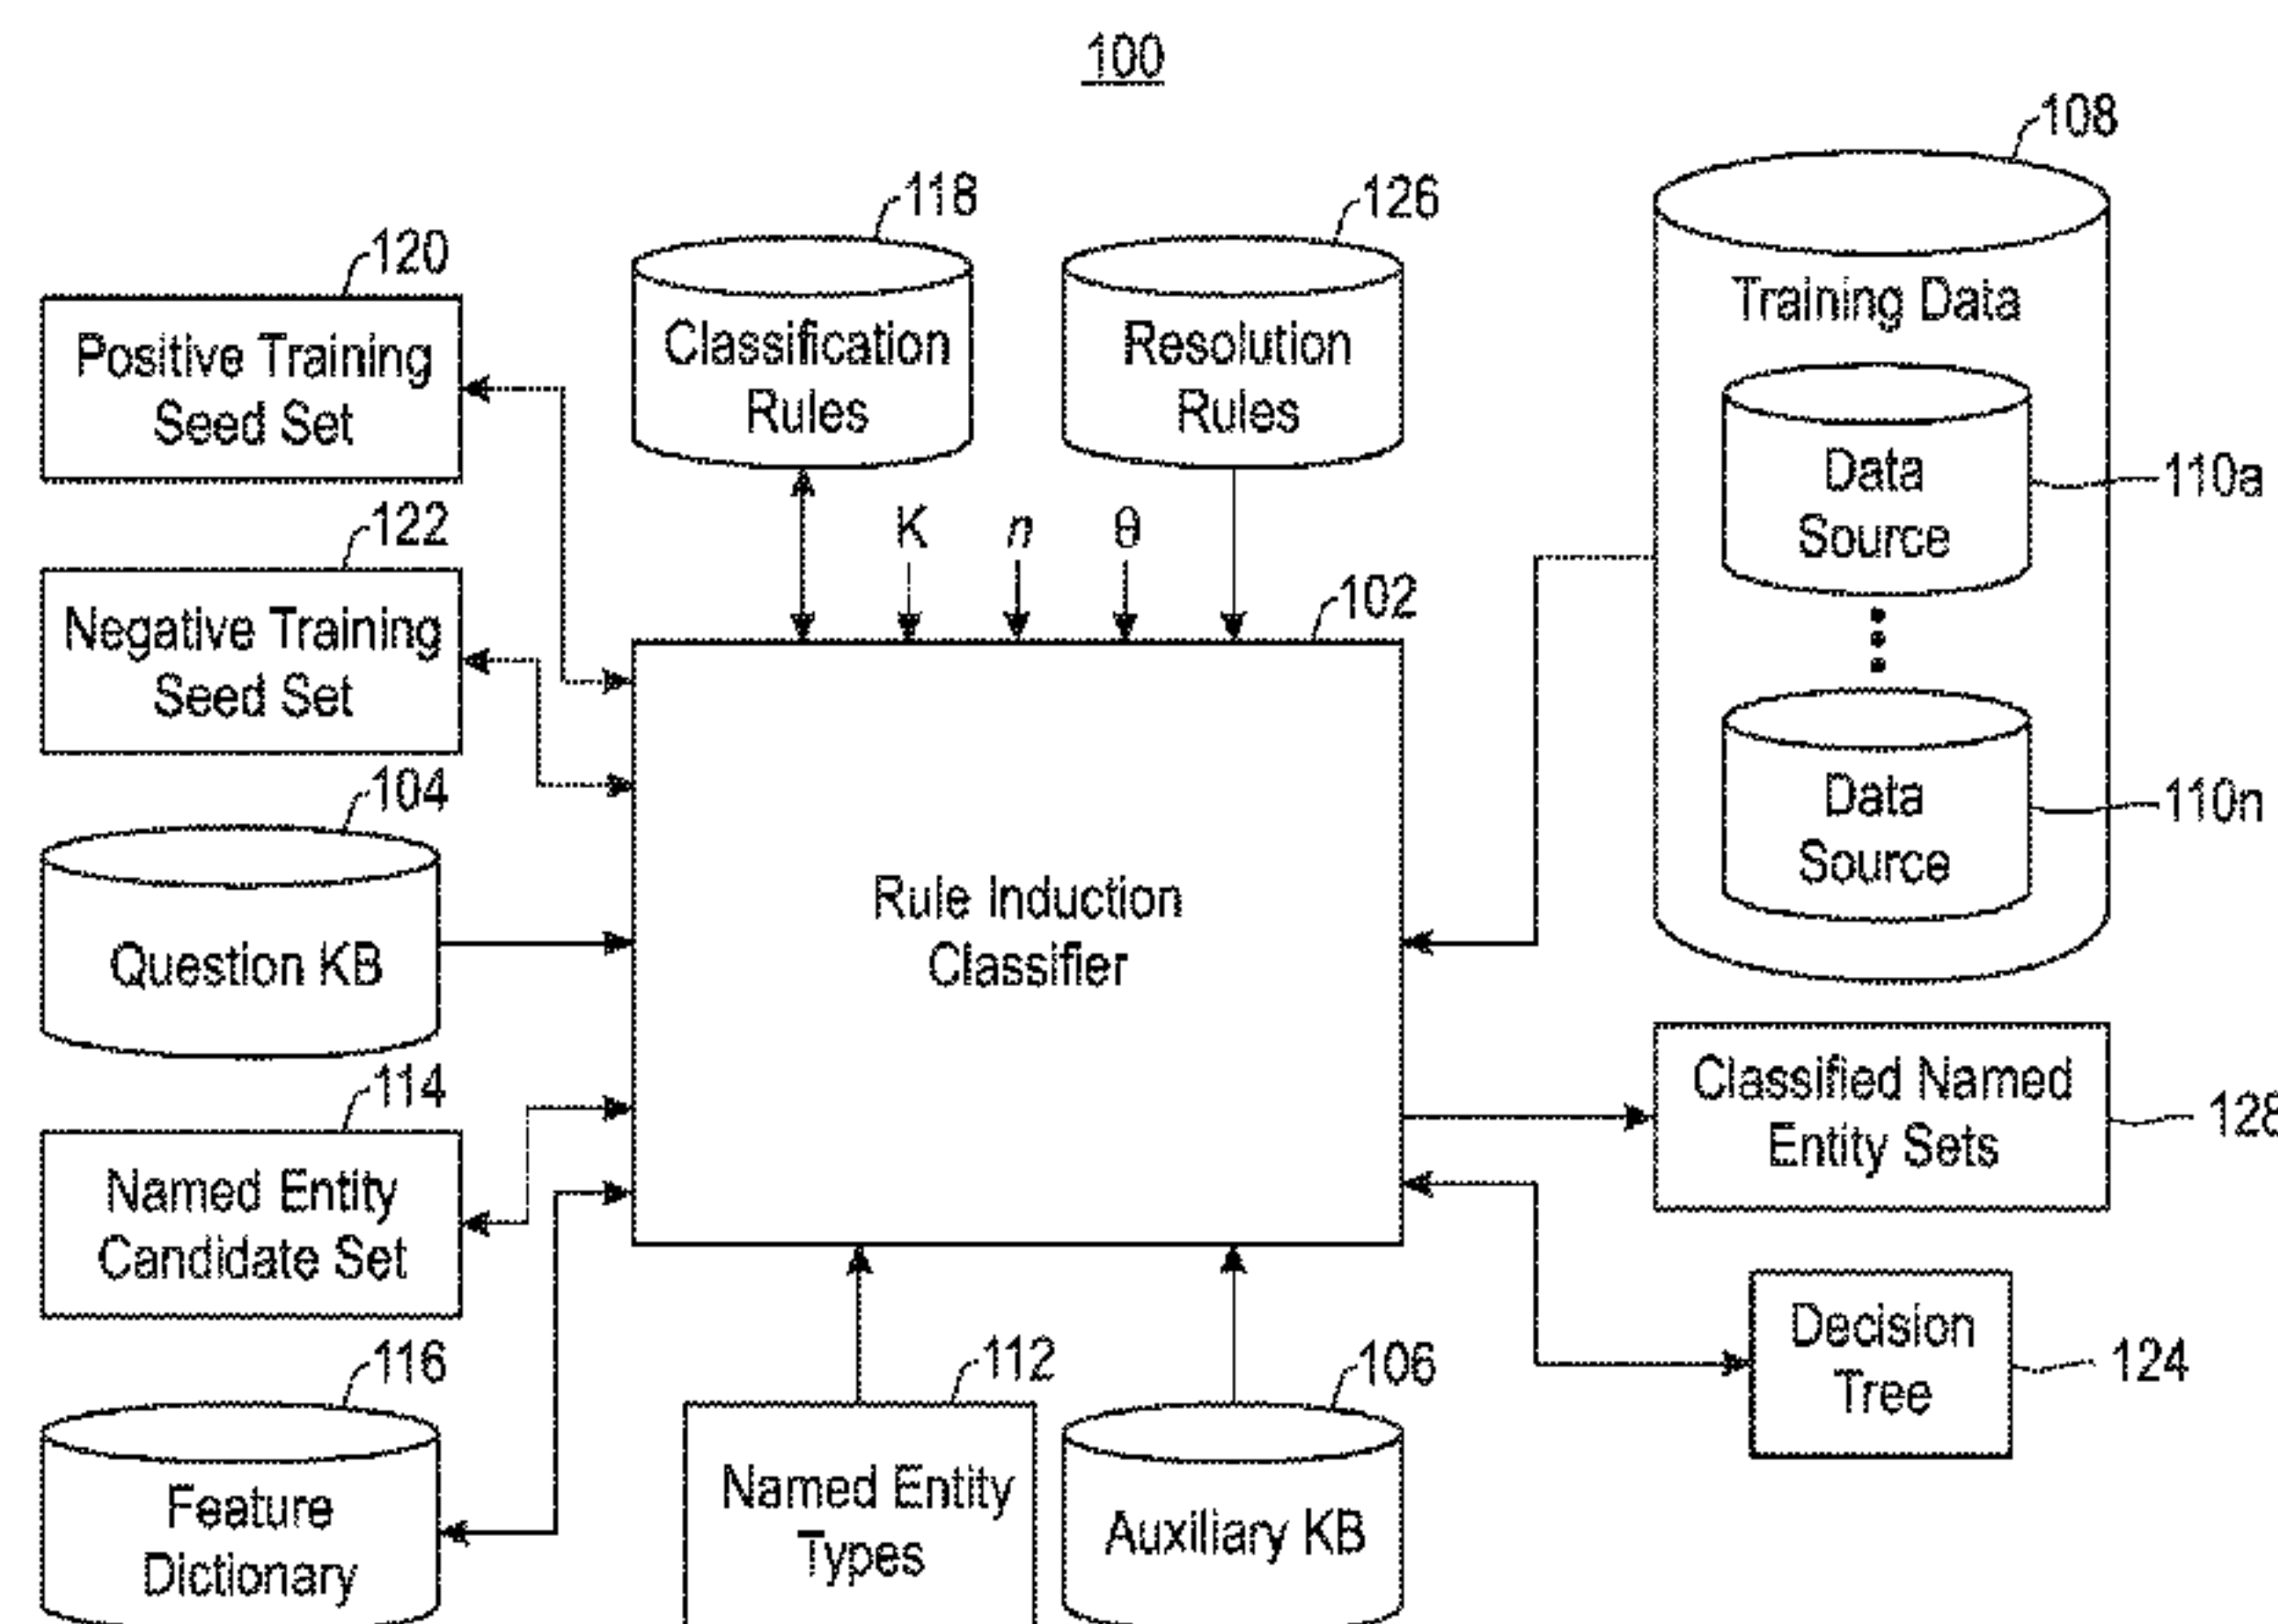 100
108
118
126
120
Training Data
Positive Training
Seed Set
Classification
Rules
Resolution
Rules
Data
Source
110a
122
K
n
θ
102
Negative Training
Seed Set
Data
Source
110n
104
Question KB
Rule Induction
Classifier
114
Classified Named
Entity Sets
128
Named Entity
Candidate Set
116
112
106
Decision
Tree
124
Feature
Dictionary
Named Entity
Types
Auxiliary KB